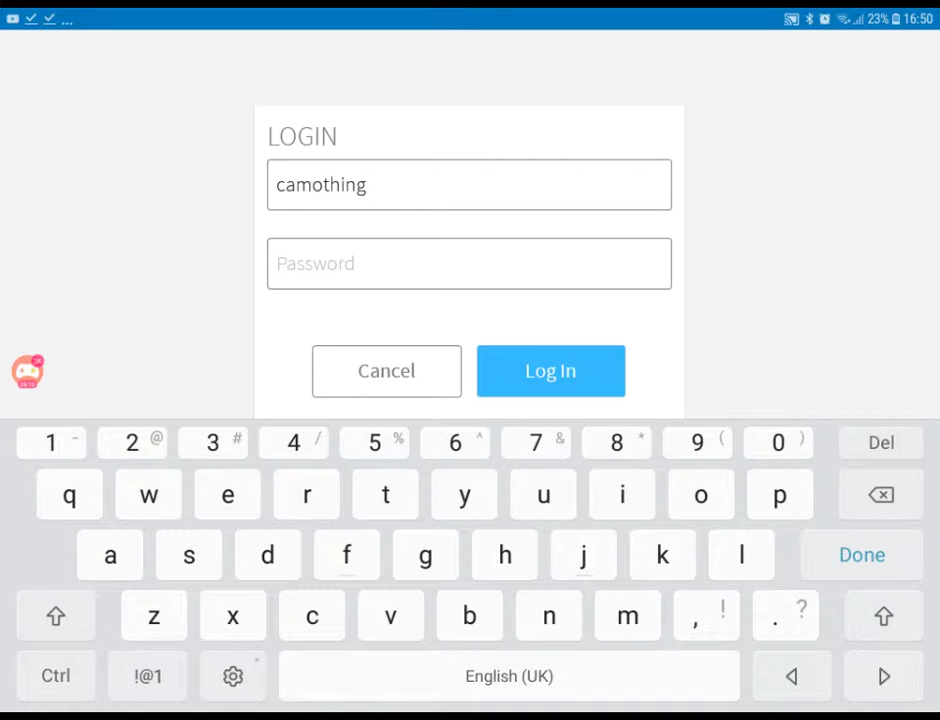 ... 23% 16:50
LOGIN
camothing
Password
Cancel Log In
1 - 2 @ 3 # 4 / 5 % 6 ^ 7 & 8 * 9 ( 0 ) Del
q w e r t y u i o p
a s d f g h j k l Done
z x c v b n m , ! . ?
Ctrl !@1 English (UK)